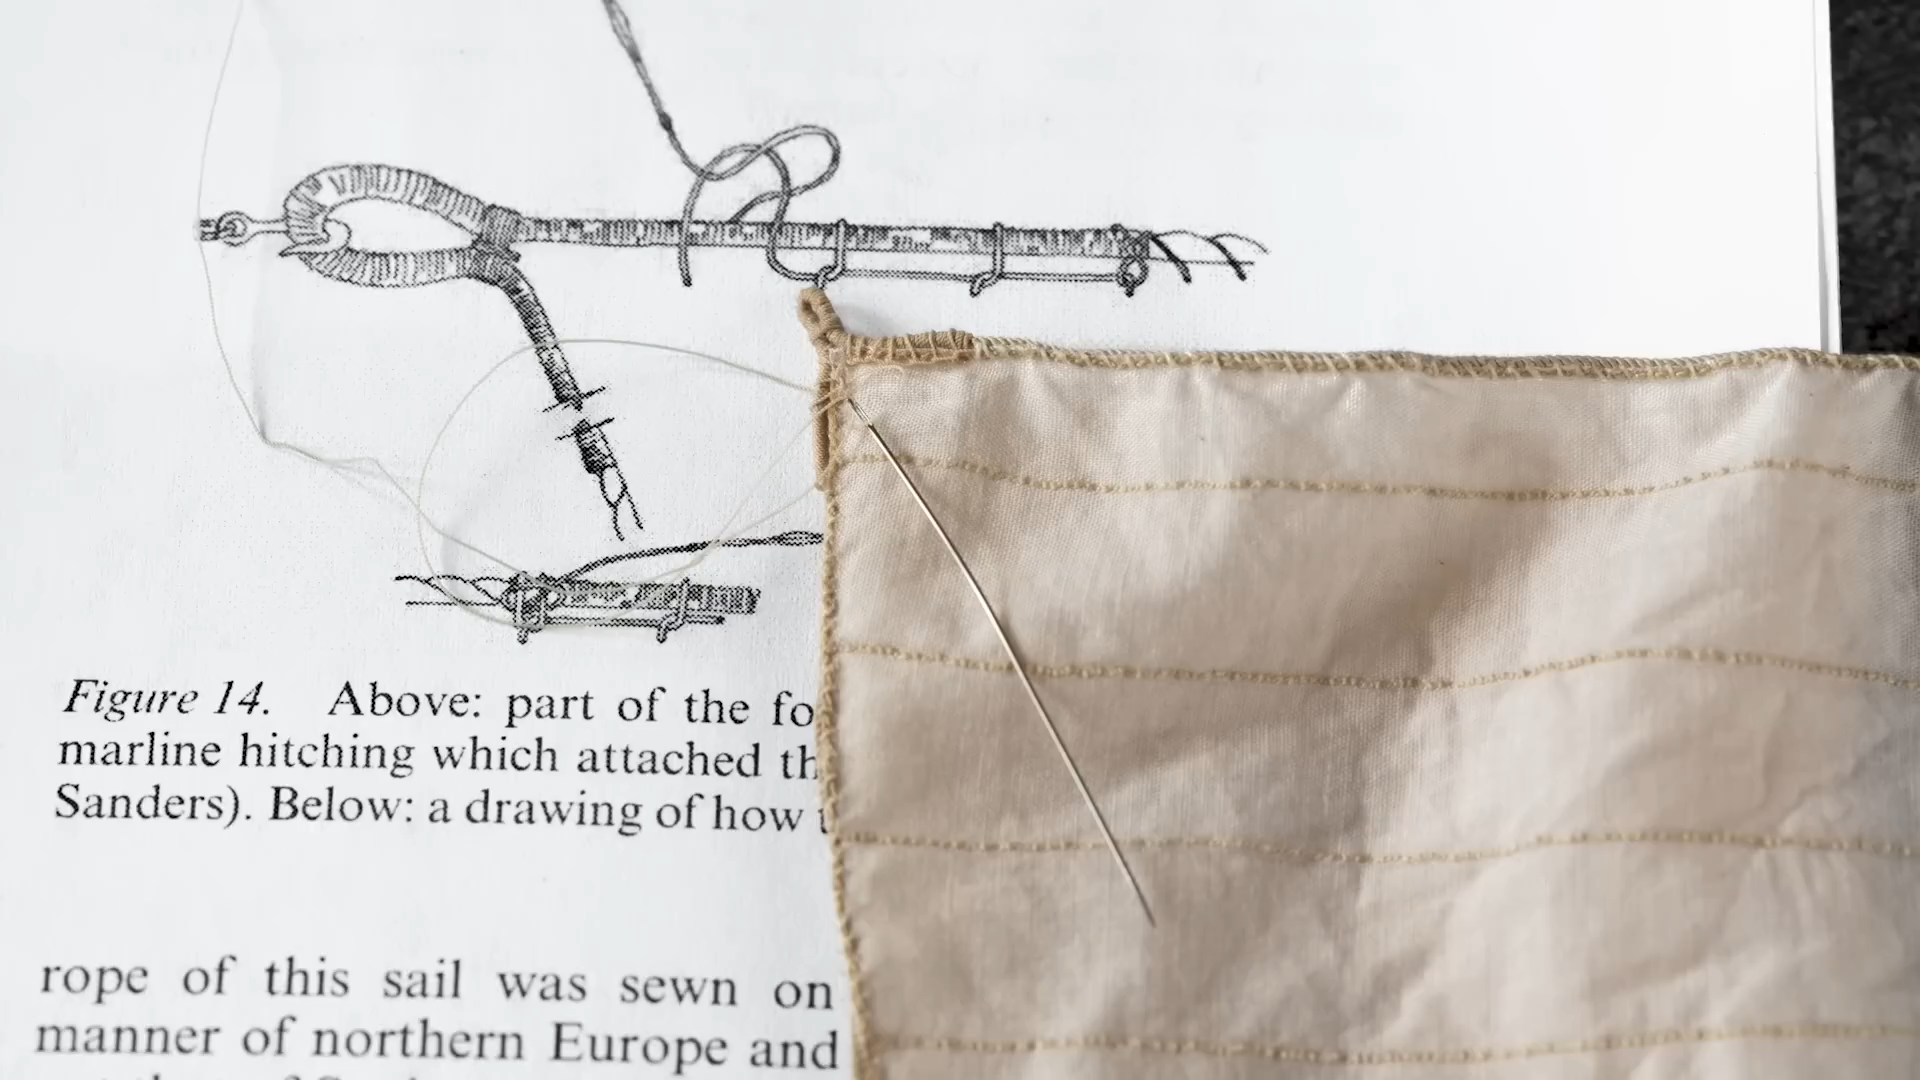 Figure 14. Above: part of the fo
marline hitching which attached th
Sanders). Below: a drawing of how
rope of this sail was sewn on
manner of northern Europe and